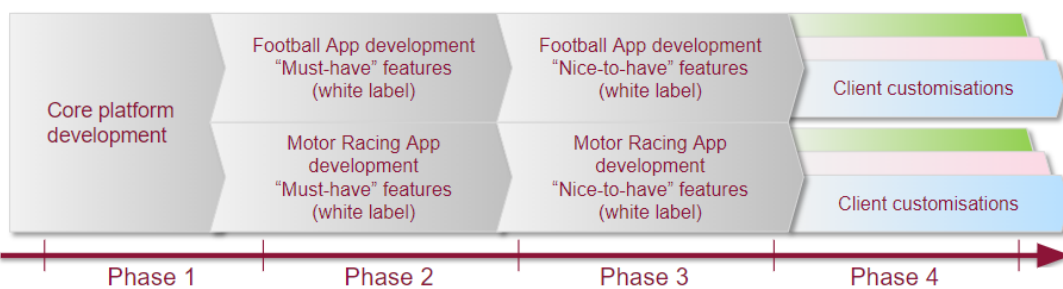 Core platform
development
Football App development
“Must-have” features
(white label)
Football App development
“Nice-to-have” features
(white label)
Client customisations
Motor Racing App
development
“Must-have” features
(white label)
Motor Racing App
development
“Nice-to-have” features
(white label)
Client customisations
Phase 1
Phase 2
Phase 3
Phase 4